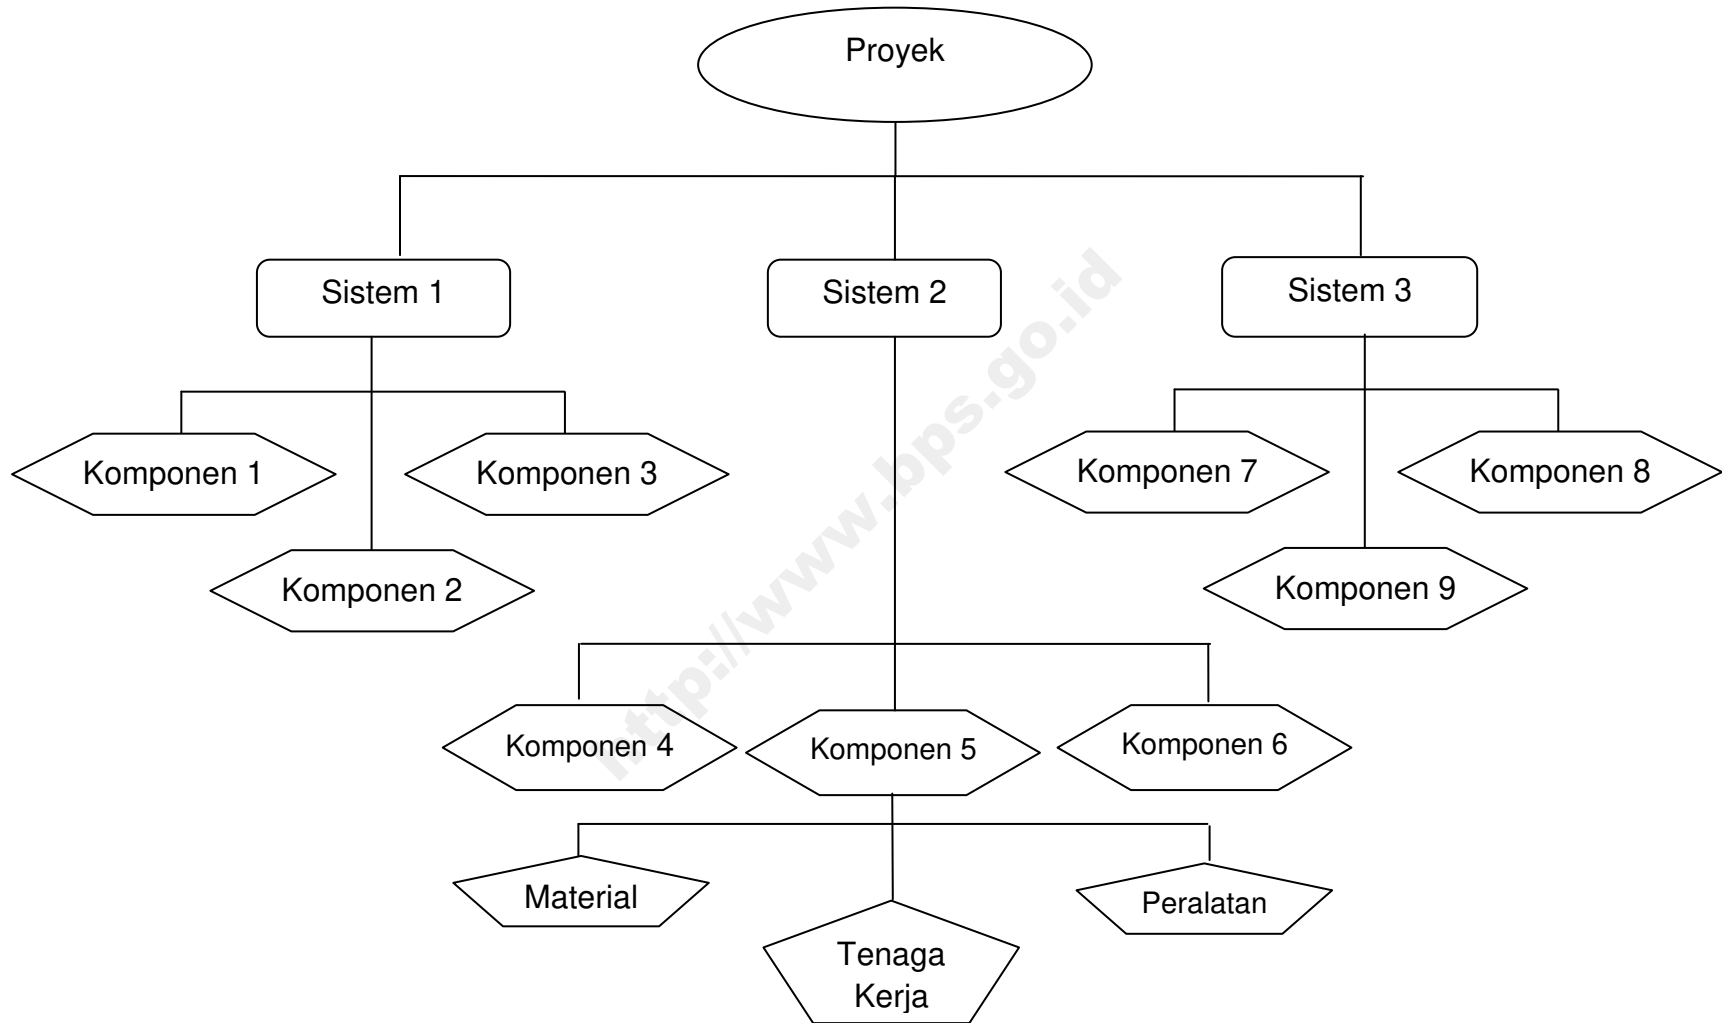 Proyek
Sistem 1
Sistem 2
Sistem 3
Komponen 1
Komponen 3
Komponen 7
Komponen 8
Komponen 2
Komponen 9
Komponen 4
Komponen 5
Komponen 6
Material
Tenaga
Kerja
Peralatan
http://www.bps.go.id